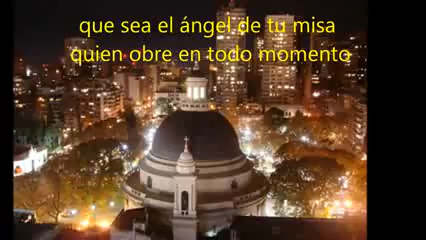 que sea el ángel de tu misa
quien obre en todo momento